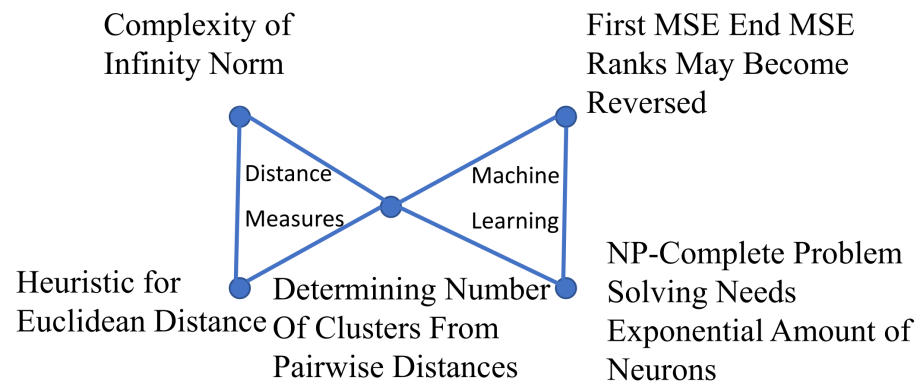 Complexity of
Infinity Norm
First MSE End MSE
Ranks May Become
Reversed
Distance
Measures
Machine
Learning
Heuristic for
Euclidean Distance
Determining Number
Of Clusters From
Pairwise Distances
NP-Complete Problem
Solving Needs
Exponential Amount of
Neurons